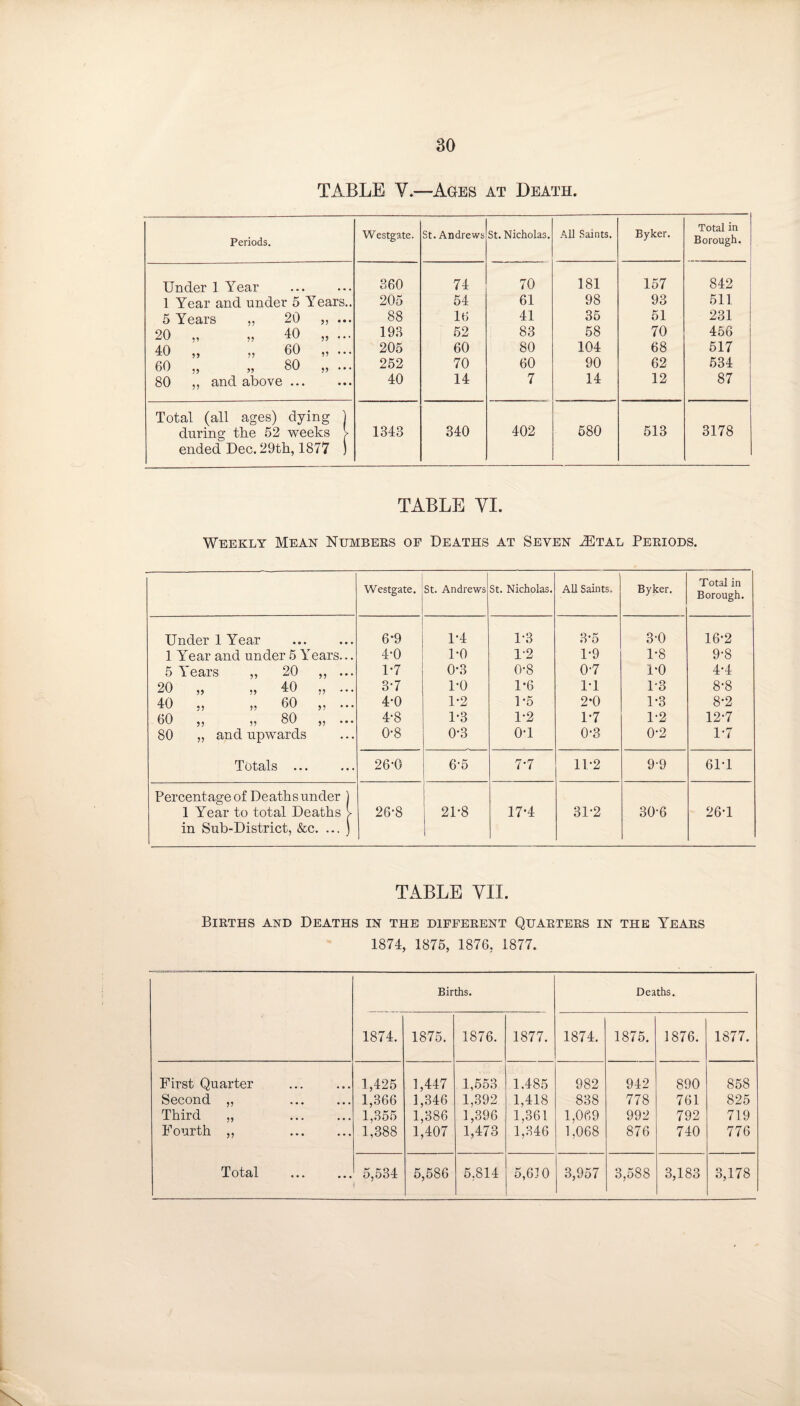 30
TABLE V.—Ages at Death.
Periods. Westgate. St. Andrews St. Nicholas. All Saints. Byker. Total in Borough.
Under 1 Year ... ... 360 74 70 181 157 842
1 Year and under 5 Years.. 205 54 61 98 93 511
5 Years „ 20 „ ... 88 16 41 35 51 231
20 „ „ 40 „ ... 193 52 83 58 70 456
40 „ „ 60 „ ... 205 60 80 104 68 517
60 „ „ 80 „ ... 252 70 60 90 62 534
80 „ and above ... ... 40 14 7 14 12 87
Total (all ages) dying )
during the 52 weeks } 1343 340 402 580 513 3178
ended Dec. 29th, 1877 )
TABLE VI.
Weekly Mean Numbers of Deaths at Seven Ætal Periods.
Westgate. St. Andrews St. Nicholas. All Saints. Byker. Total in Borough.
Under 1 Year ... ... 6·9 1·4 1·3 3·5 3·0 16·2
1 Year and under 5 Years... 4·0 1·0 1·2 1·9 1·8 9·8
5 Years „ 20 „ ... 1·7 0·3 0·8 0·7 1·0 4·4
20 „ „ 40 „ ... 3·7 1·0 1·6 1·1 1·3 8·8
40 „ „ 60 „ ... 4·0 1·2 1·5 2·0 1·3 8·2
60 „ „ 80 „ ... 4·8 1·3 1·2 1·7 1·2 12·7
80 „ and upwards ... 0·8 0·3 0·1 0·3 0·2 1·7
Totals ... ... 26·0 6·5 7·7 11·2 9·9 61·1
Percentage of Deaths under )
1 Year to total Deaths } 26·8 21·8 17·4 31·2 30·6 26·1
in Sub-District, &c. ... )
TABLE VII.
Births and Deaths in the different Quarters in the Years
1874, 1875, 1876, 1877.
Births. Deaths.
1874. 1875. 1876. 1877. 1874. 1875. 1876. 1877.
First Quarter ... ... 1,425 1,447 1,553 1,485 982 942 890 858
Second „ ... ... 1,366 1,346 1,392 1,418 838 778 761 825
Third „ ... ... 1,355 1,386 1,396 1,361 1,069 992 792 719
Fourth „ ... ... 1,388 1,407 1,473 1,346 1,068 876 740 776
Total ... ... 5,534 5,586 5,814 5,610 3,957 3,588 3,183 3,178